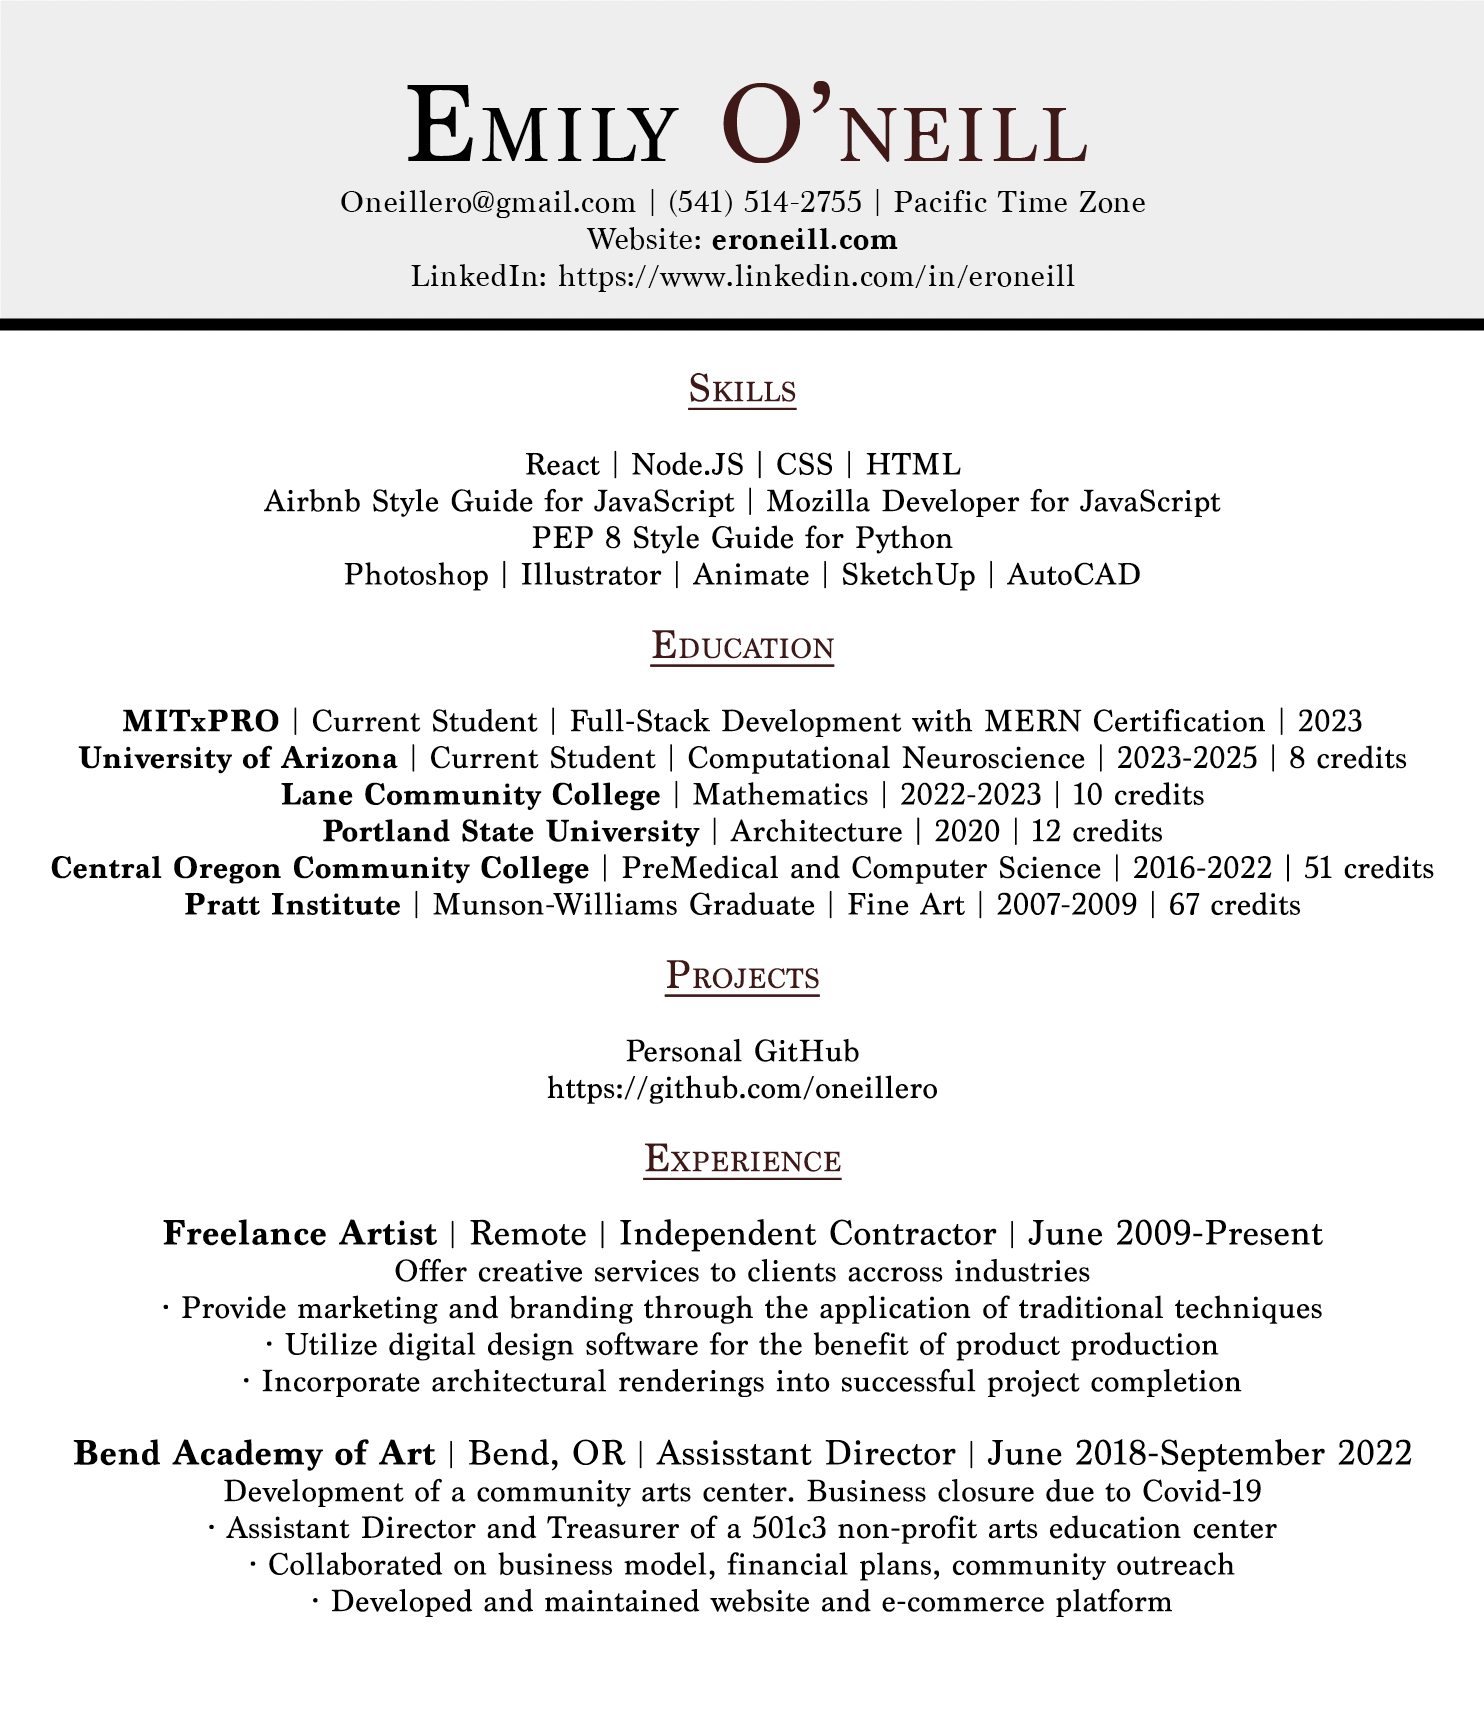 Emily O'neill
Oneillero@gmail.com | (541) 514-2755 | Pacific Time Zone
Website: eroneill.com
LinkedIn: https://www.linkedin.com/in/eroneill
Skills
React | Node.JS | CSS | HTML
Airbnb Style Guide for JavaScript | Mozilla Developer for JavaScript
PEP 8 Style Guide for Python
Photoshop | Illustrator | Animate | SketchUp | AutoCAD
Education
MITxPRO | Current Student | Full-Stack Development with MERN Certification | 2023
University of Arizona | Current Student | Computational Neuroscience | 2023-2025 | 8 credits
Lane Community College | Mathematics | 2022-2023 | 10 credits
Portland State University | Architecture | 2020 | 12 credits
Central Oregon Community College | PreMedical and Computer Science | 2016-2022 | 51 credits
Pratt Institute | Munson-Williams Graduate | Fine Art | 2007-2009 | 67 credits
Projects
Personal GitHub
https://github.com/oneillero
Experience
Freelance Artist | Remote | Independent Contractor | June 2009-Present
Offer creative services to clients accross industries
· Provide marketing and branding through the application of traditional techniques
· Utilize digital design software for the benefit of product production
· Incorporate architectural renderings into successful project completion
Bend Academy of Art | Bend, OR | Assisstant Director | June 2018-September 2022
Development of a community arts center. Business closure due to Covid-19
· Assistant Director and Treasurer of a 501c3 non-profit arts education center
· Collaborated on business model, financial plans, community outreach
· Developed and maintained website and e-commerce platform